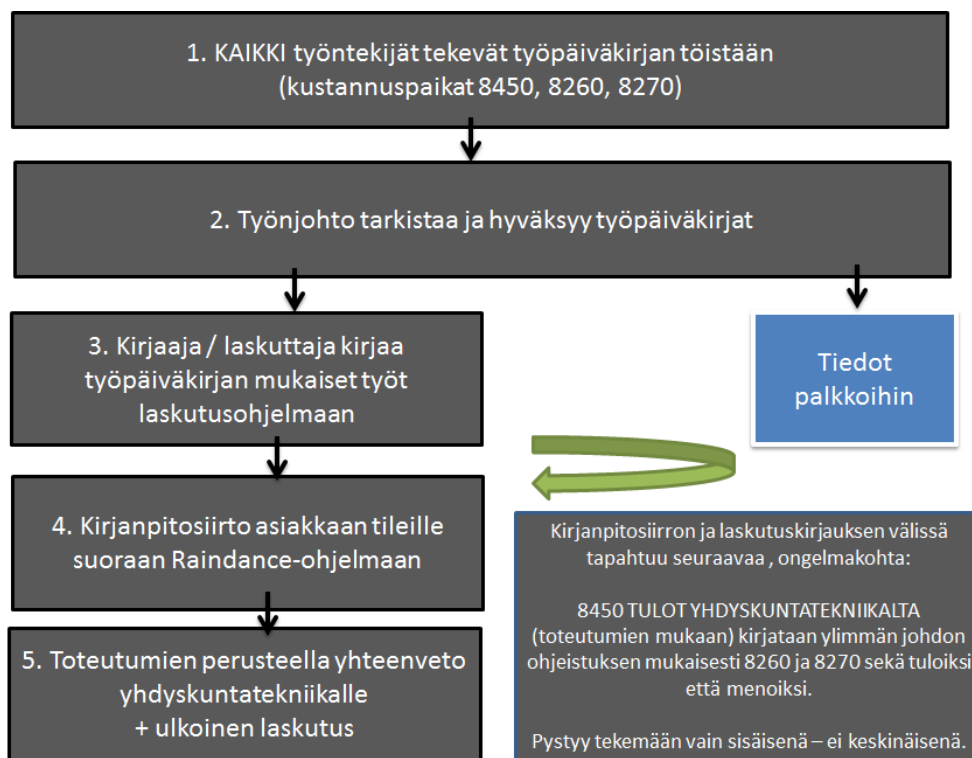 1. KAIKKI työntekijät tekevät työpäiväkirjan töistään
(kustannuspaikat 8450, 8260, 8270)
2. Työnjohto tarkistaa ja hyväksyy työpäiväkirjat
3. Kirjaaja / laskuttaja kirjaa
työpäiväkirjan mukaiset työt
laskutusohjelmaan
Tiedot
palkkoihin
4. Kirjanpitosiirto asiakkaan tileille
suoraan Raindance-ohjelmaan
5. Toteutumien perusteella yhteenveto
yhdyskuntatekniikalle
+ ulkoinen laskutus
Kirjanpitosiirron ja laskutuskirjauksen välissä
tapahtuu seuraavaa , ongelmakohta:
8450 TULOT YHDYSKUNTATEKNIIKALTA
(toteutumien mukaan) kirjataan ylimmän johdon
ohjeistuksen mukaisesti 8260 ja 8270 sekä tuloiksi
että menoiksi.
Pystyy tekemään vain sisäisenä – ei keskinäisenä.